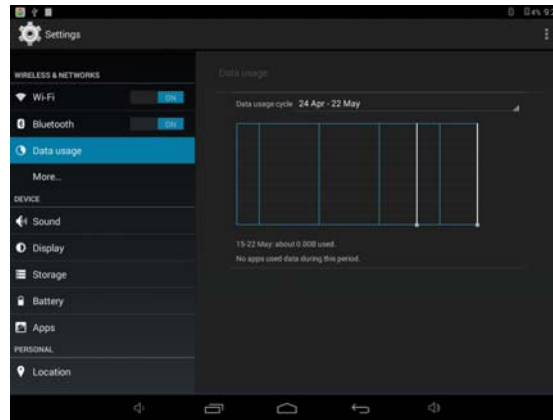 Settings
WIRELESS & NETWORKS
Wi-Fi ON
Bluetooth ON
Data usage
More...
DEVICE
Sound
Display
Storage
Battery
Apps
PERSONAL
Location
Data usage
Data usage cycle 24 Apr - 22 May
15-22 May: about 0.00B used.
No apps used data during this period.